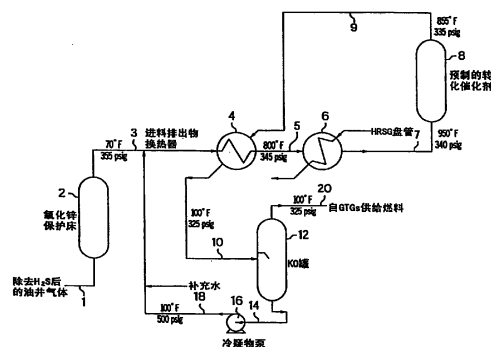 9
855°F
335 psig
8
预制的转
化催化剂
3
进料排出物
换热器
4
5
6
70°F
355 psig
800°F
345 psig
HRSG盘管
7
950°F
340 psig
2
氧化锌
保护床
100°F
325 psig
100°F
325 psig
20
自GTGs供给燃料
10
12
KO罐
除去H₂S后
的油井气体
1
补充水
18
100°F
500 psig
16
14
冷凝物泵